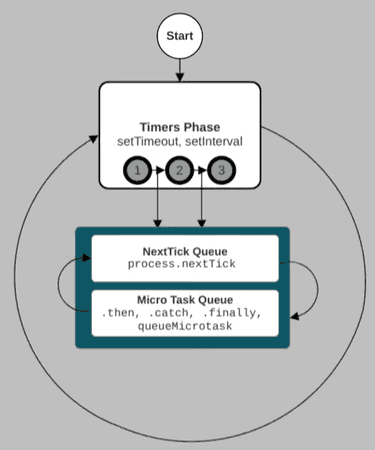 Start
Timers Phase
setTimeout, setInterval
1 2 3
NextTick Queue
process.nextTick
Micro Task Queue
.then, .catch, .finally,
queueMicrotask